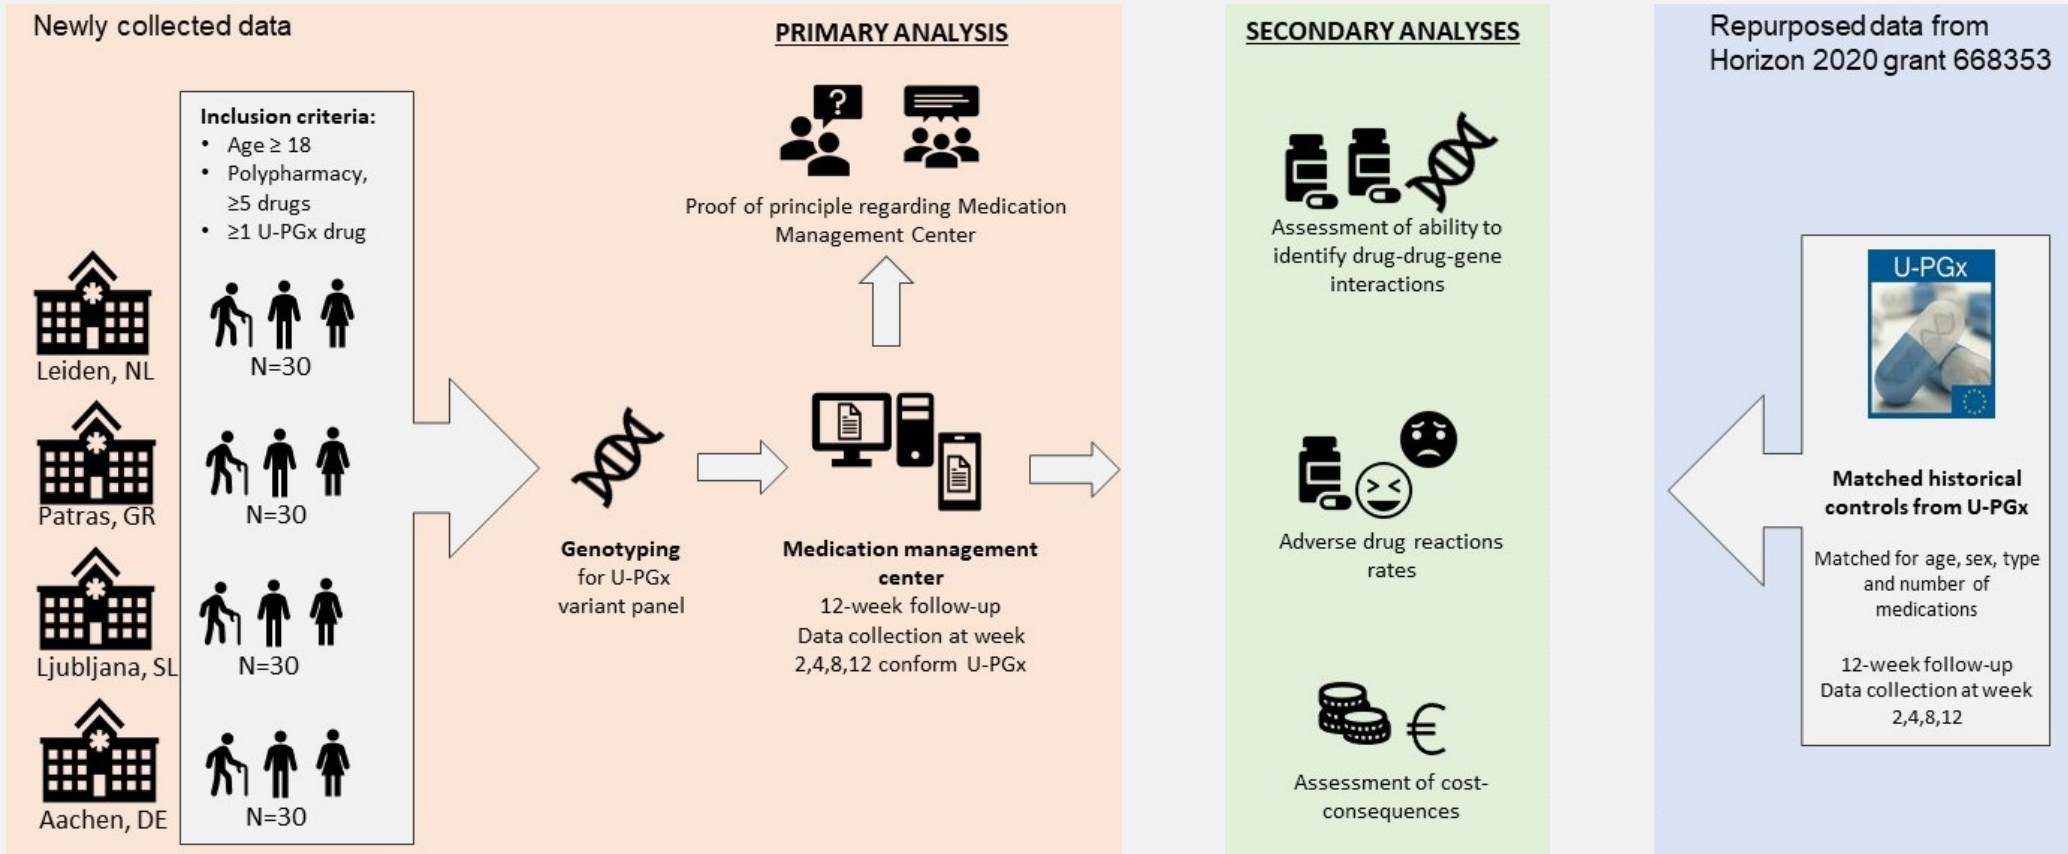 Newly collected data
PRIMARY ANALYSIS
Inclusion criteria:
• Age ≥ 18
• Polypharmacy,
≥5 drugs
• ≥1 U-PGx drug
Leiden, NL
N=30
Patras, GR
N=30
Ljubljana, SL
N=30
Aachen, DE
N=30
Genotyping
for U-PGx
variant panel
?
Proof of principle regarding Medication
Management Center
Medication management
center
12-week follow-up
Data collection at week
2,4,8,12 conform U-PGx
SECONDARY ANALYSES
Assessment of ability to
identify drug-drug-gene
interactions
Adverse drug reactions
rates
€
Assessment of cost-
consequences
Repurposed data from
Horizon 2020 grant 668353
U-PGx
Matched historical
controls from U-PGx
Matched for age, sex, type
and number of
medications
12-week follow-up
Data collection at week
2,4,8,12